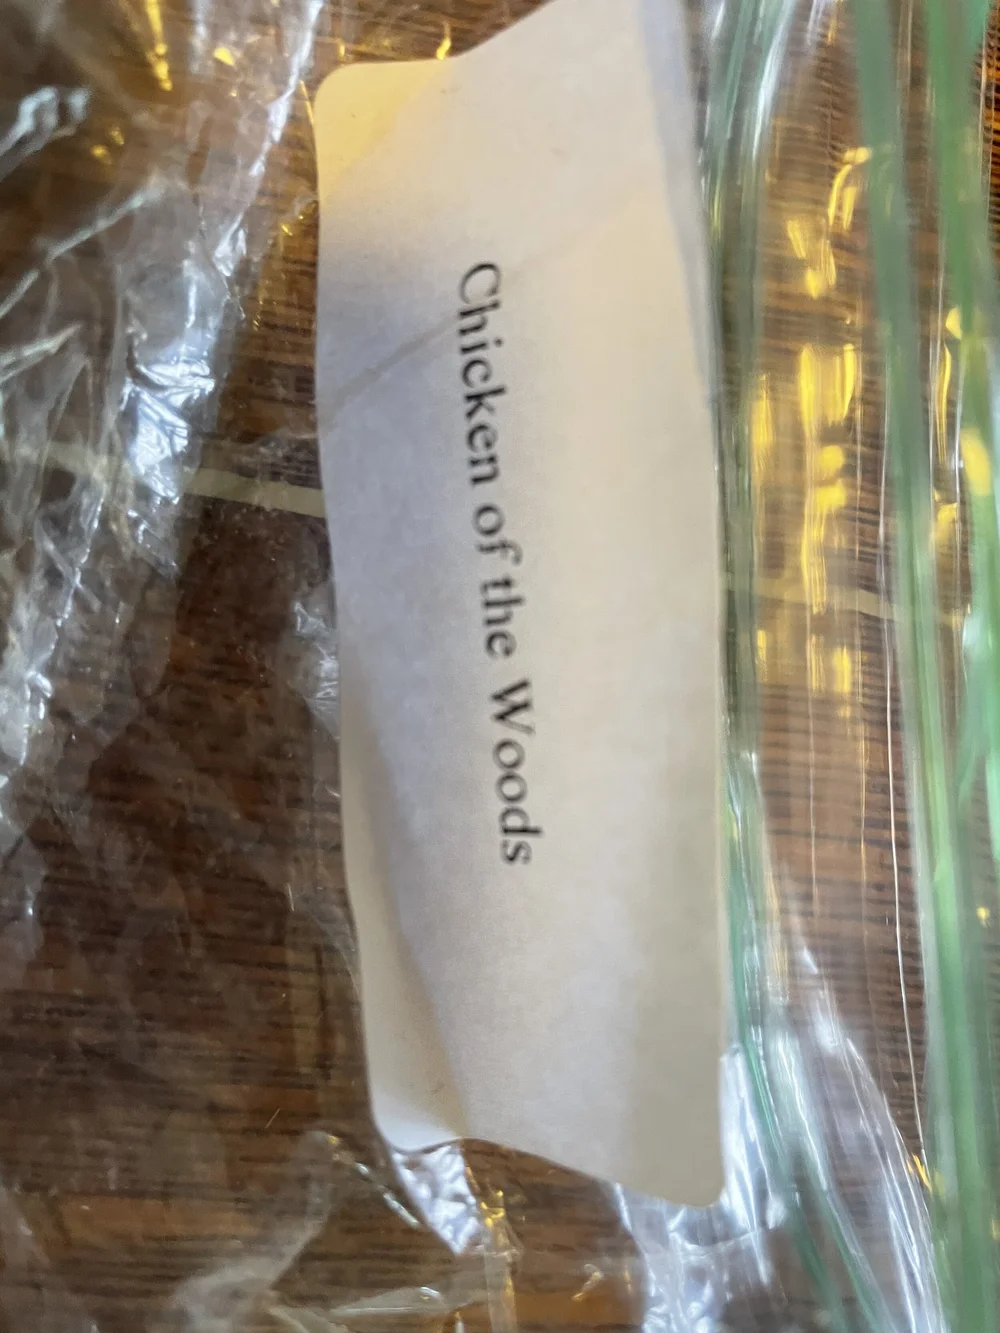 Chicken of the Woods